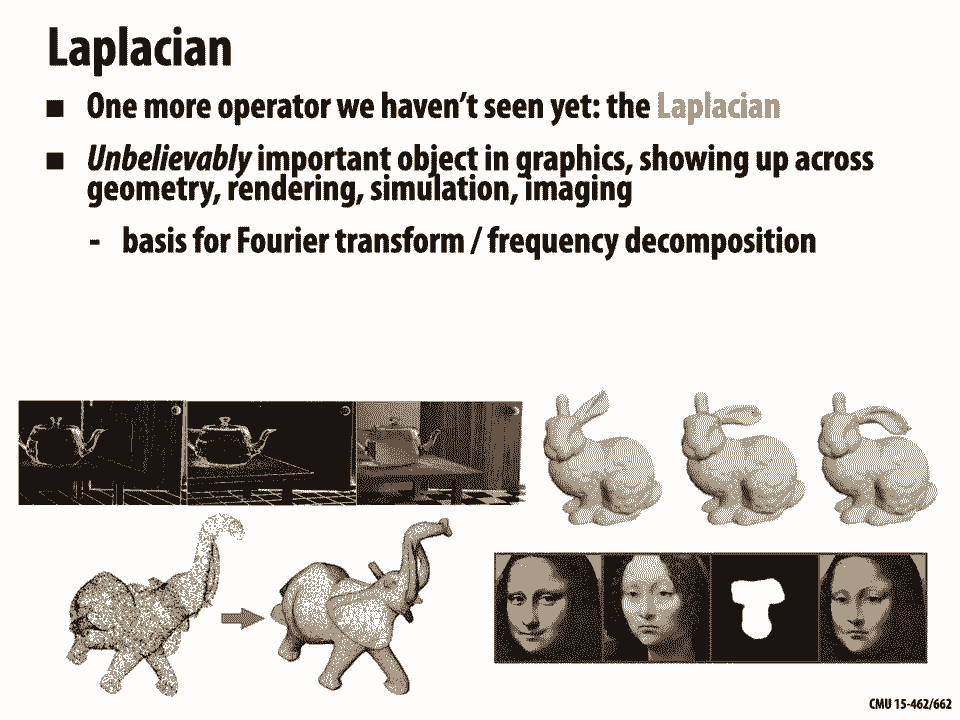 Laplacian
■ One more operator we haven't seen yet: the Laplacian
■ Unbelievably important object in graphics, showing up across
geometry, rendering, simulation, imaging
- basis for Fourier transform / frequency decomposition
CMU 15-462/662